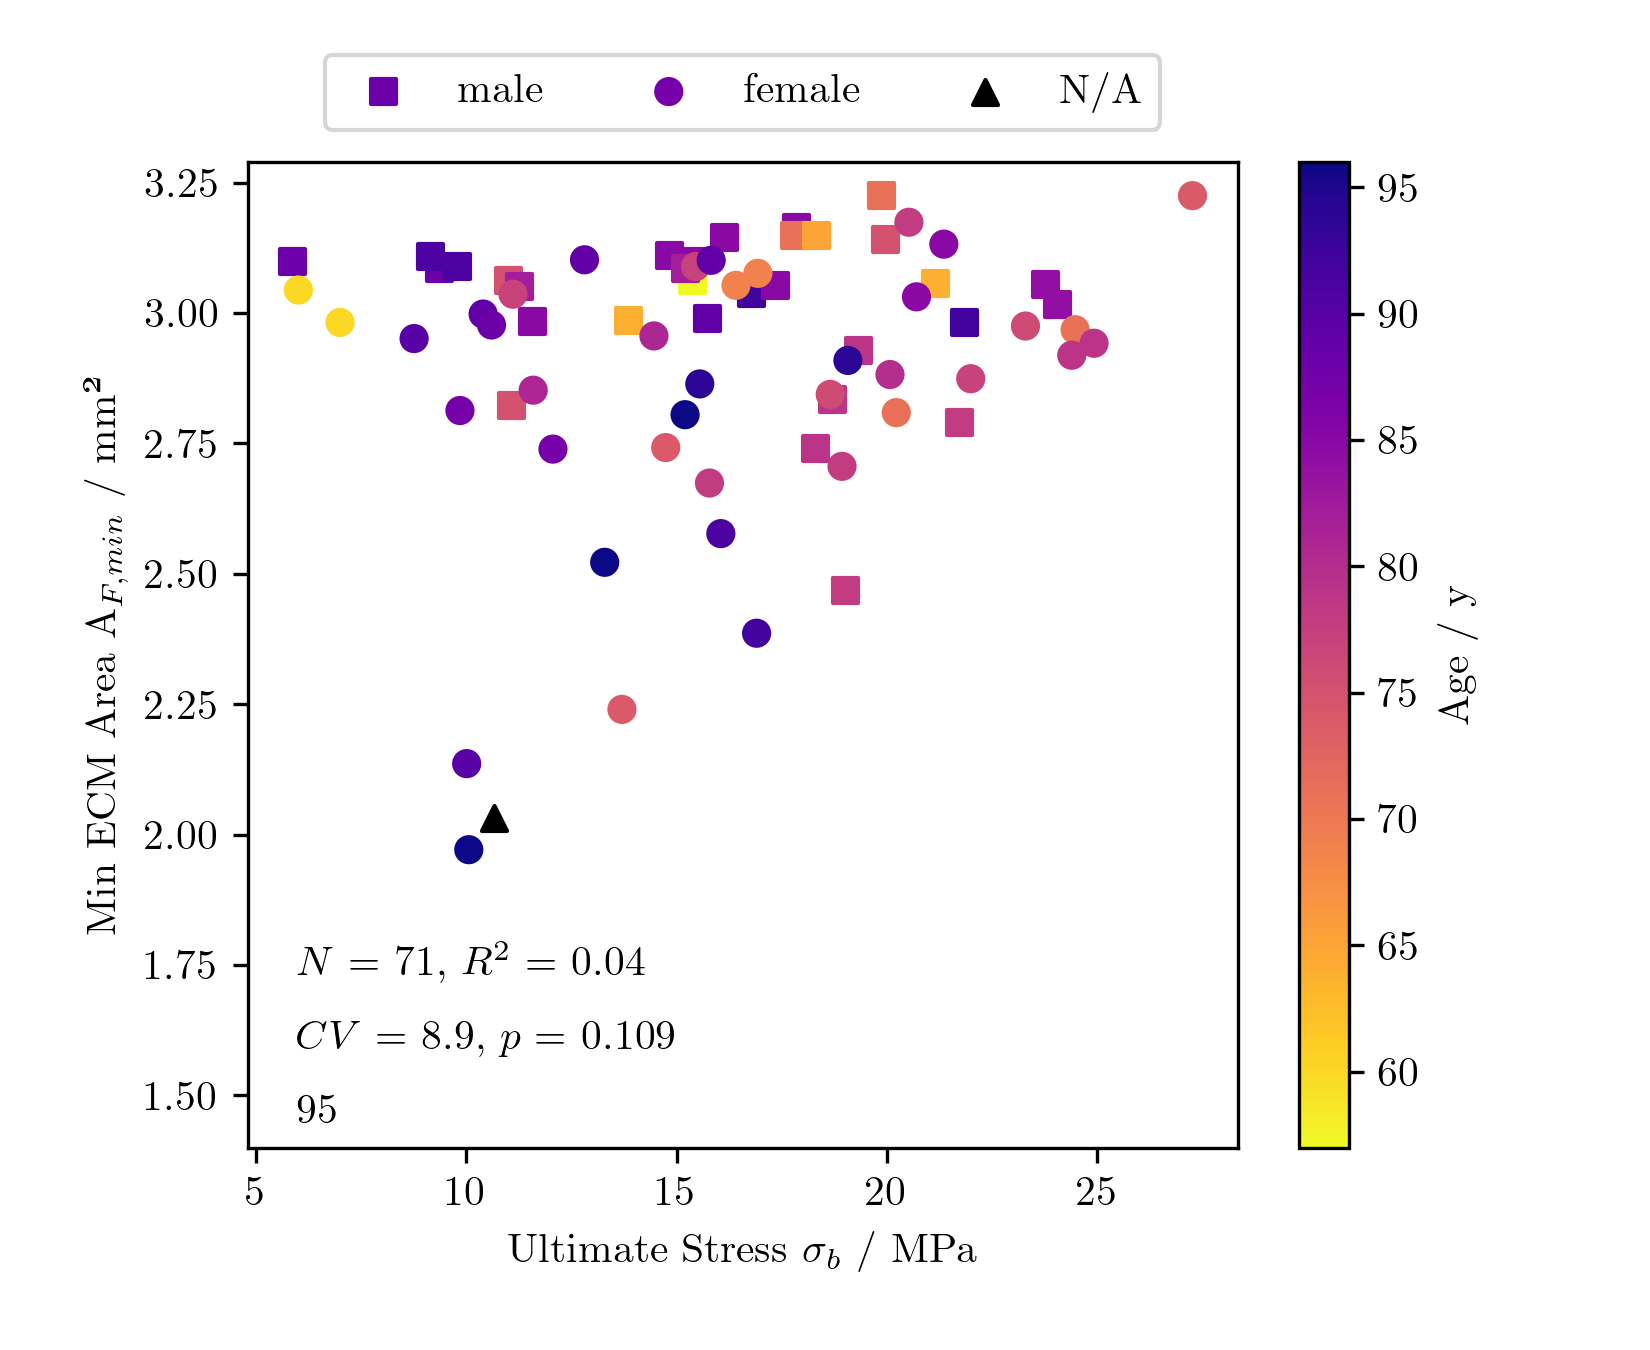 male female N/A
3.25
3.00
2.75
2.50
2.25
2.00
1.75
1.50
Min ECM Area A_{F,min} / mm²
N = 71, R² = 0.04
CV = 8.9, p = 0.109
95
5 10 15 20 25
Ultimate Stress σ_b / MPa
95
90
85
80
75
70
65
60
Age / y